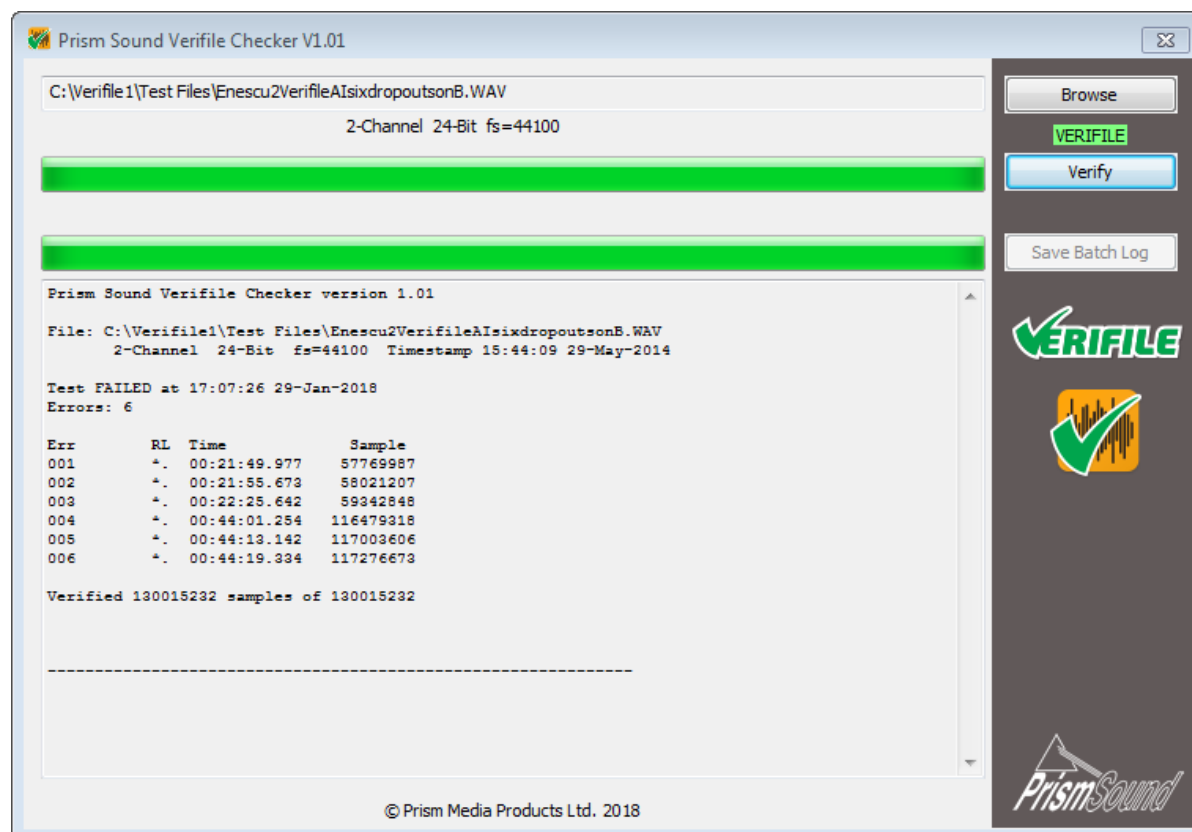 Prism Sound Verifile Checker V1.01
C:\Verifile1\Test Files\Enescu2VerifileAIsixdropoutsonB.WAV
2-Channel 24-Bit fs=44100
Browse
VERIFILE
Verify
Save Batch Log
Prism Sound Verifile Checker version 1.01
File: C:\Verifile1\Test Files\Enescu2VerifileAIsixdropoutsonB.WAV
2-Channel 24-Bit fs=44100 Timestamp 15:44:09 29-May-2014
Test FAILED at 17:07:26 29-Jan-2018
Errors: 6
Err RL Time Sample
001 *. 00:21:49.977 57769987
002 *. 00:21:55.673 58021207
003 *. 00:22:25.642 59342848
004 *. 00:44:01.254 116479318
005 *. 00:44:13.142 117003606
006 *. 00:44:19.334 117276673
Verified 130015232 samples of 130015232
--------------------------------------------------------------
VERIFILE
PrismSound
© Prism Media Products Ltd. 2018